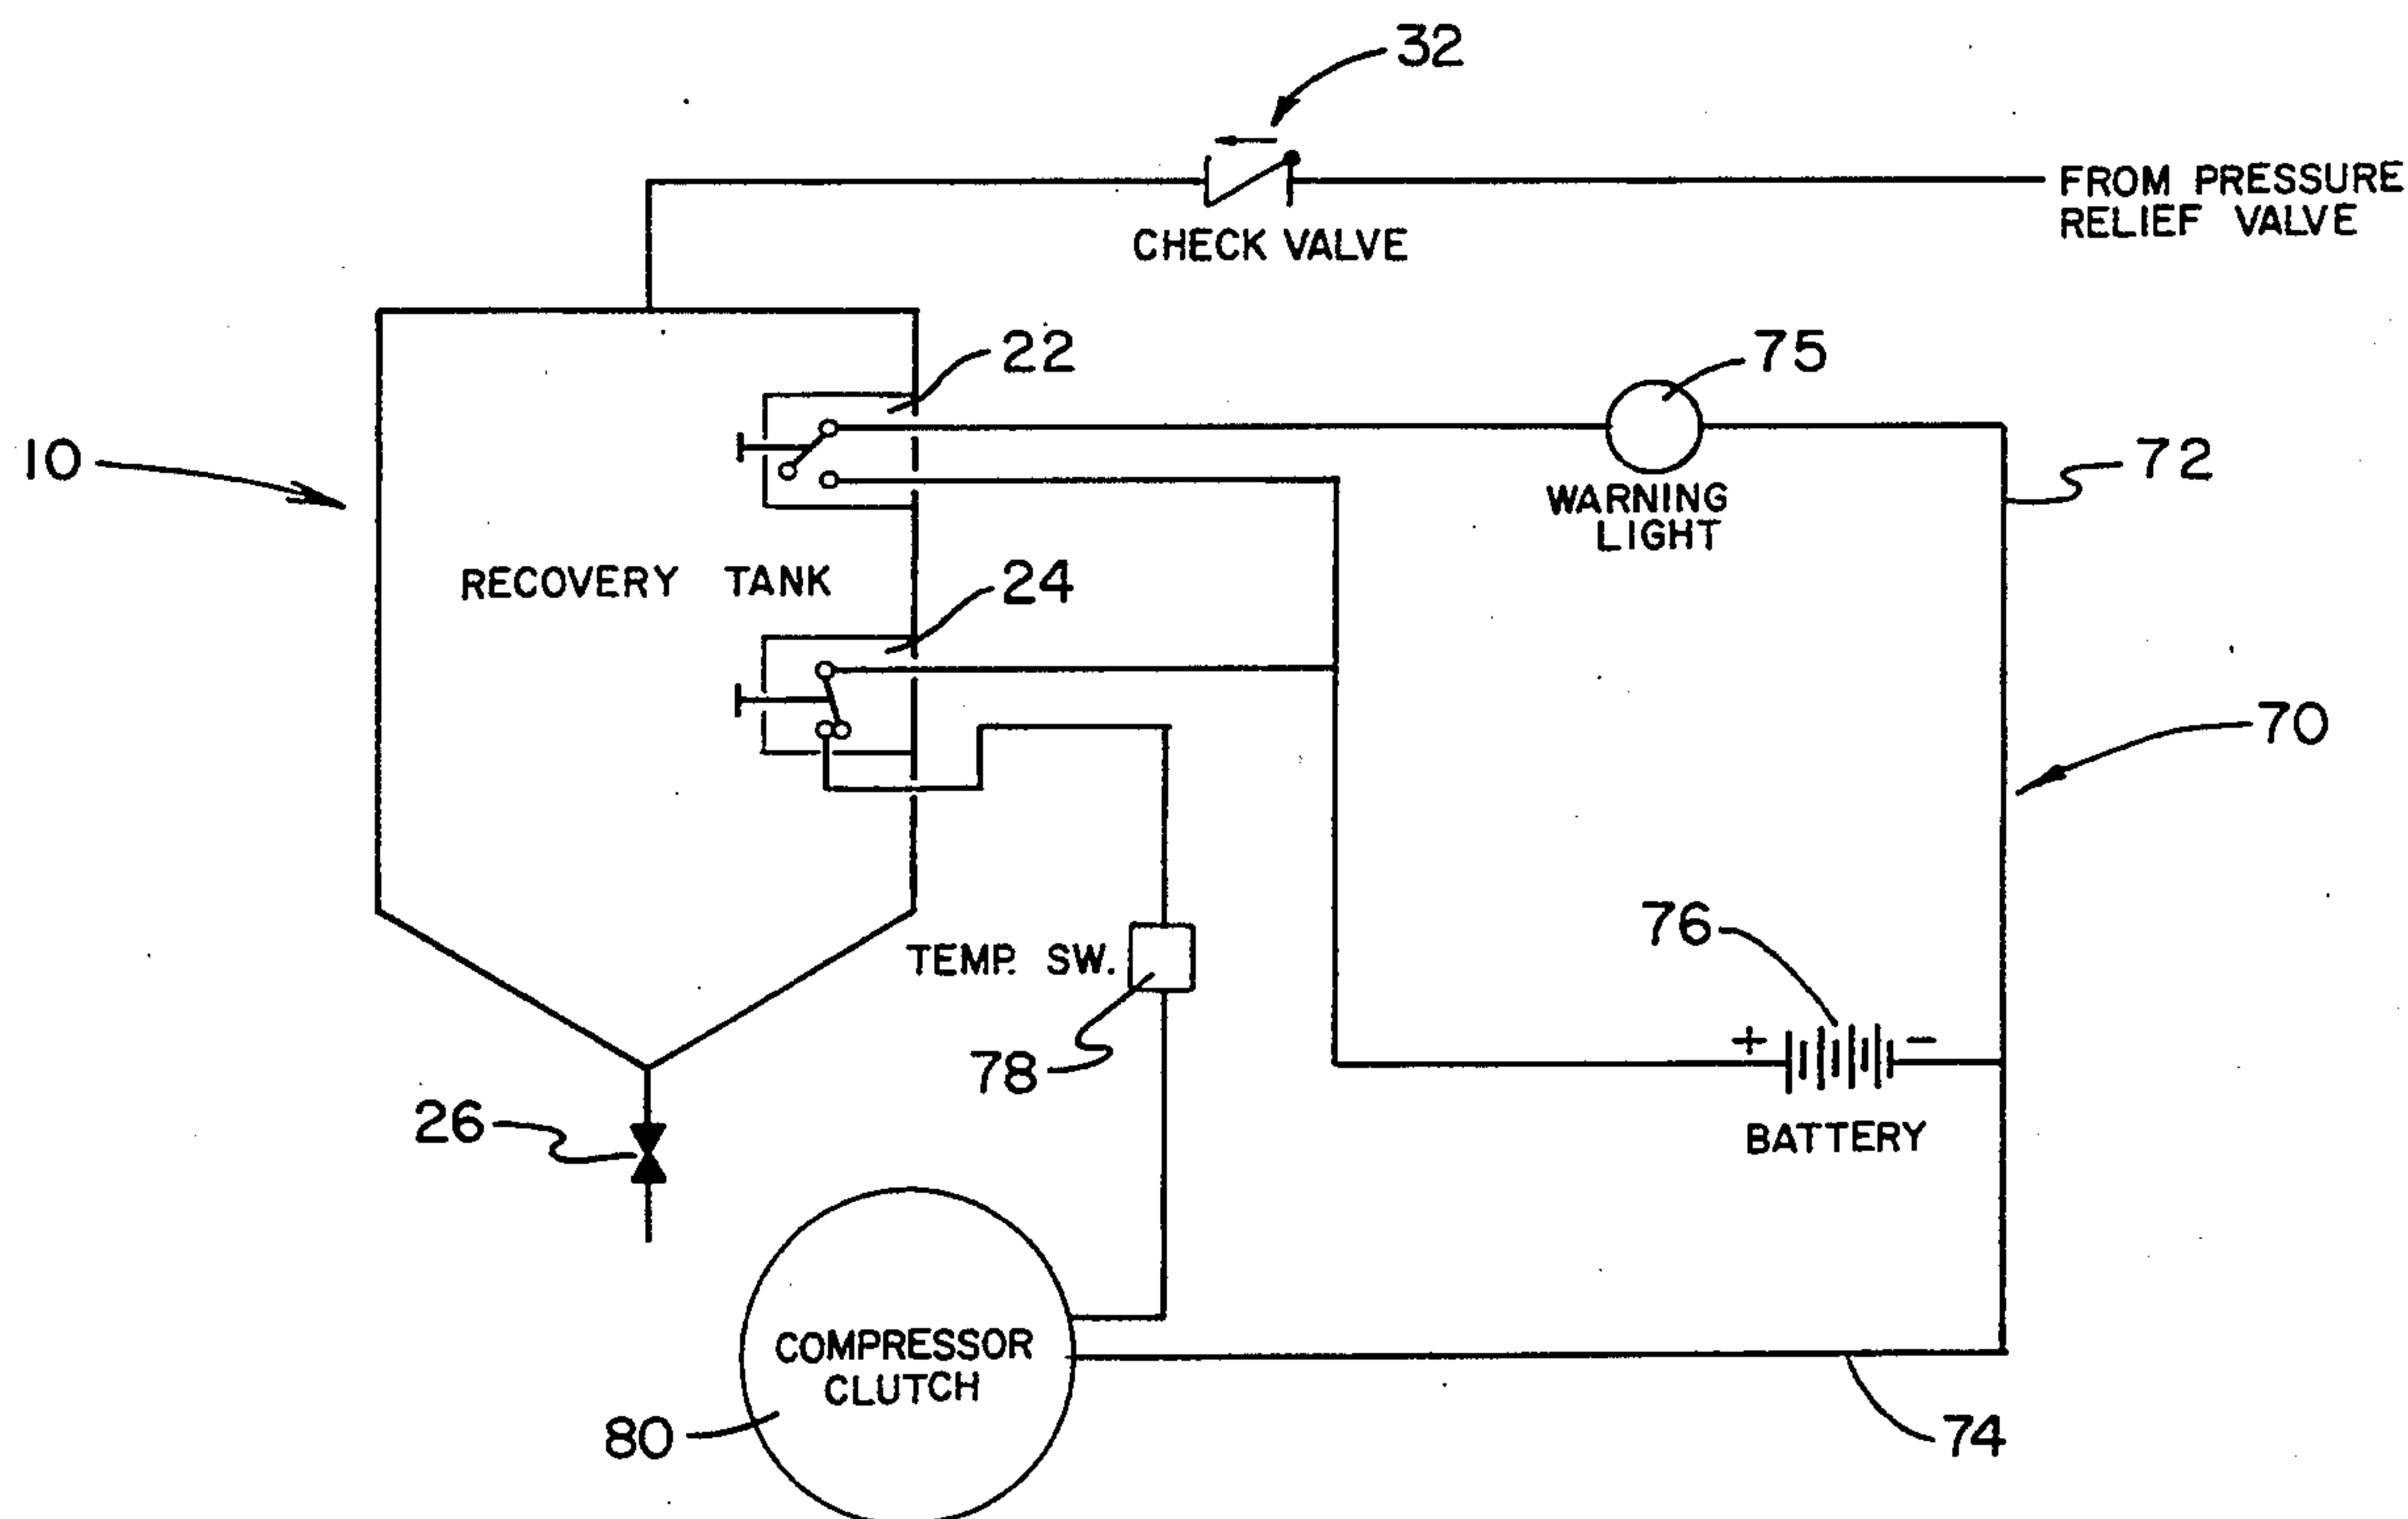 32
FROM PRESSURE
RELIEF VALVE
CHECK VALVE
22
75
10
72
WARNING
LIGHT
RECOVERY TANK
24
70
76
TEMP. SW.
+ -
78
26
BATTERY
COMPRESSOR
CLUTCH
80
74